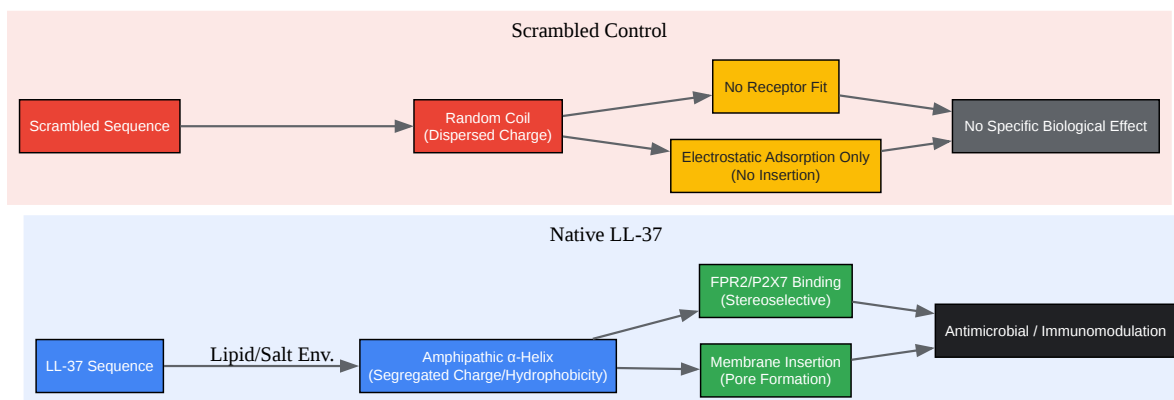 Scrambled Control
Scrambled Sequence
Random Coil
(Dispersed Charge)
No Receptor Fit
Electrostatic Adsorption Only
(No Insertion)
No Specific Biological Effect
Native LL-37
LL-37 Sequence
Lipid/Salt Env.
Amphipathic α-Helix
(Segregated Charge/Hydrophobicity)
FPR2/P2X7 Binding
(Stereoselective)
Membrane Insertion
(Pore Formation)
Antimicrobial / Immunomodulation